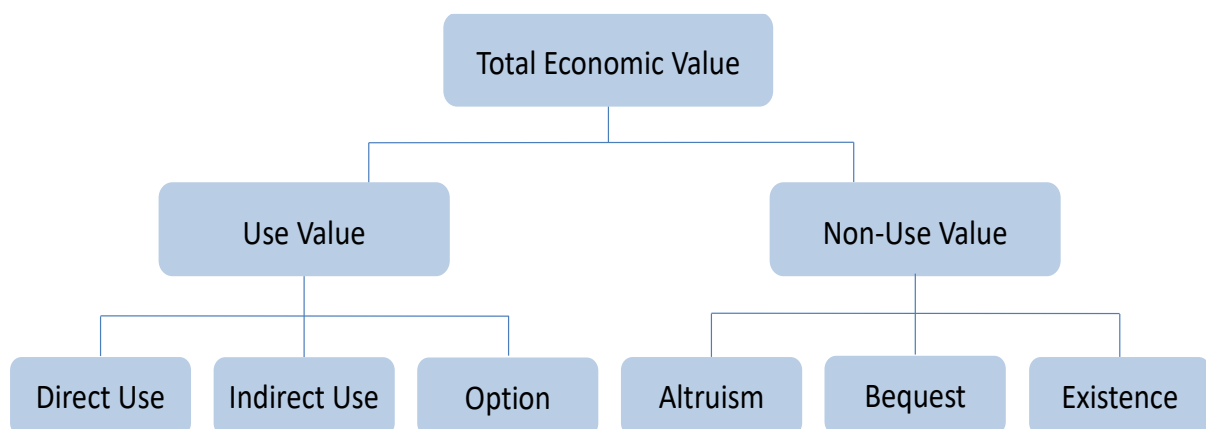 Total Economic Value
Use Value
Non-Use Value
Direct Use
Indirect Use
Option
Altruism
Bequest
Existence